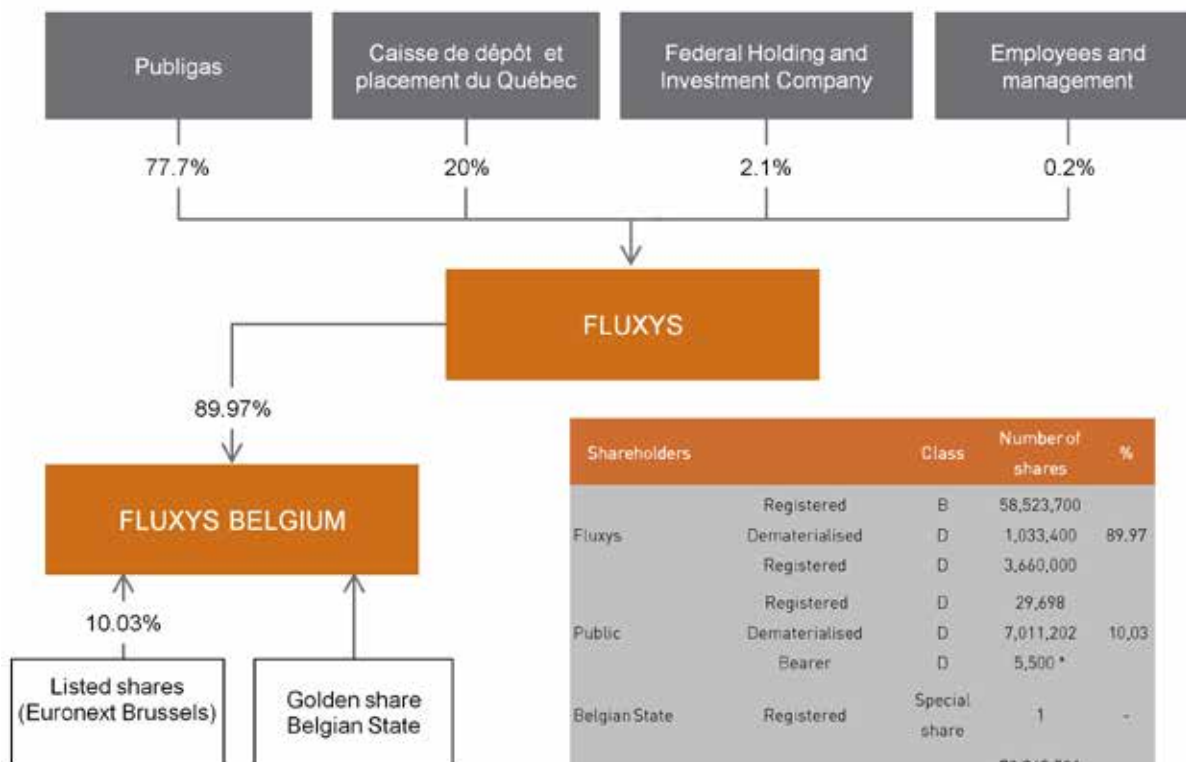 Publigas
Caisse de dépôt et
placement du Québec
Federal Holding and
Investment Company
Employees and
management
77.7%
20%
2.1%
0.2%
FLUXYS
89.97%
FLUXYS BELGIUM
10.03%
Listed shares
(Euronext Brussels)
Golden share
Belgian State
Shareholders Class Number of shares %
Fluxys Registered B 58,523,700
Dematerialised D 1,033,400 89.97
Registered D 3,660,000
Public Registered D 29,698
Dematerialised D 7,011,202 10,03
Bearer D 5,500 *
Belgian State Registered Special share 1 -